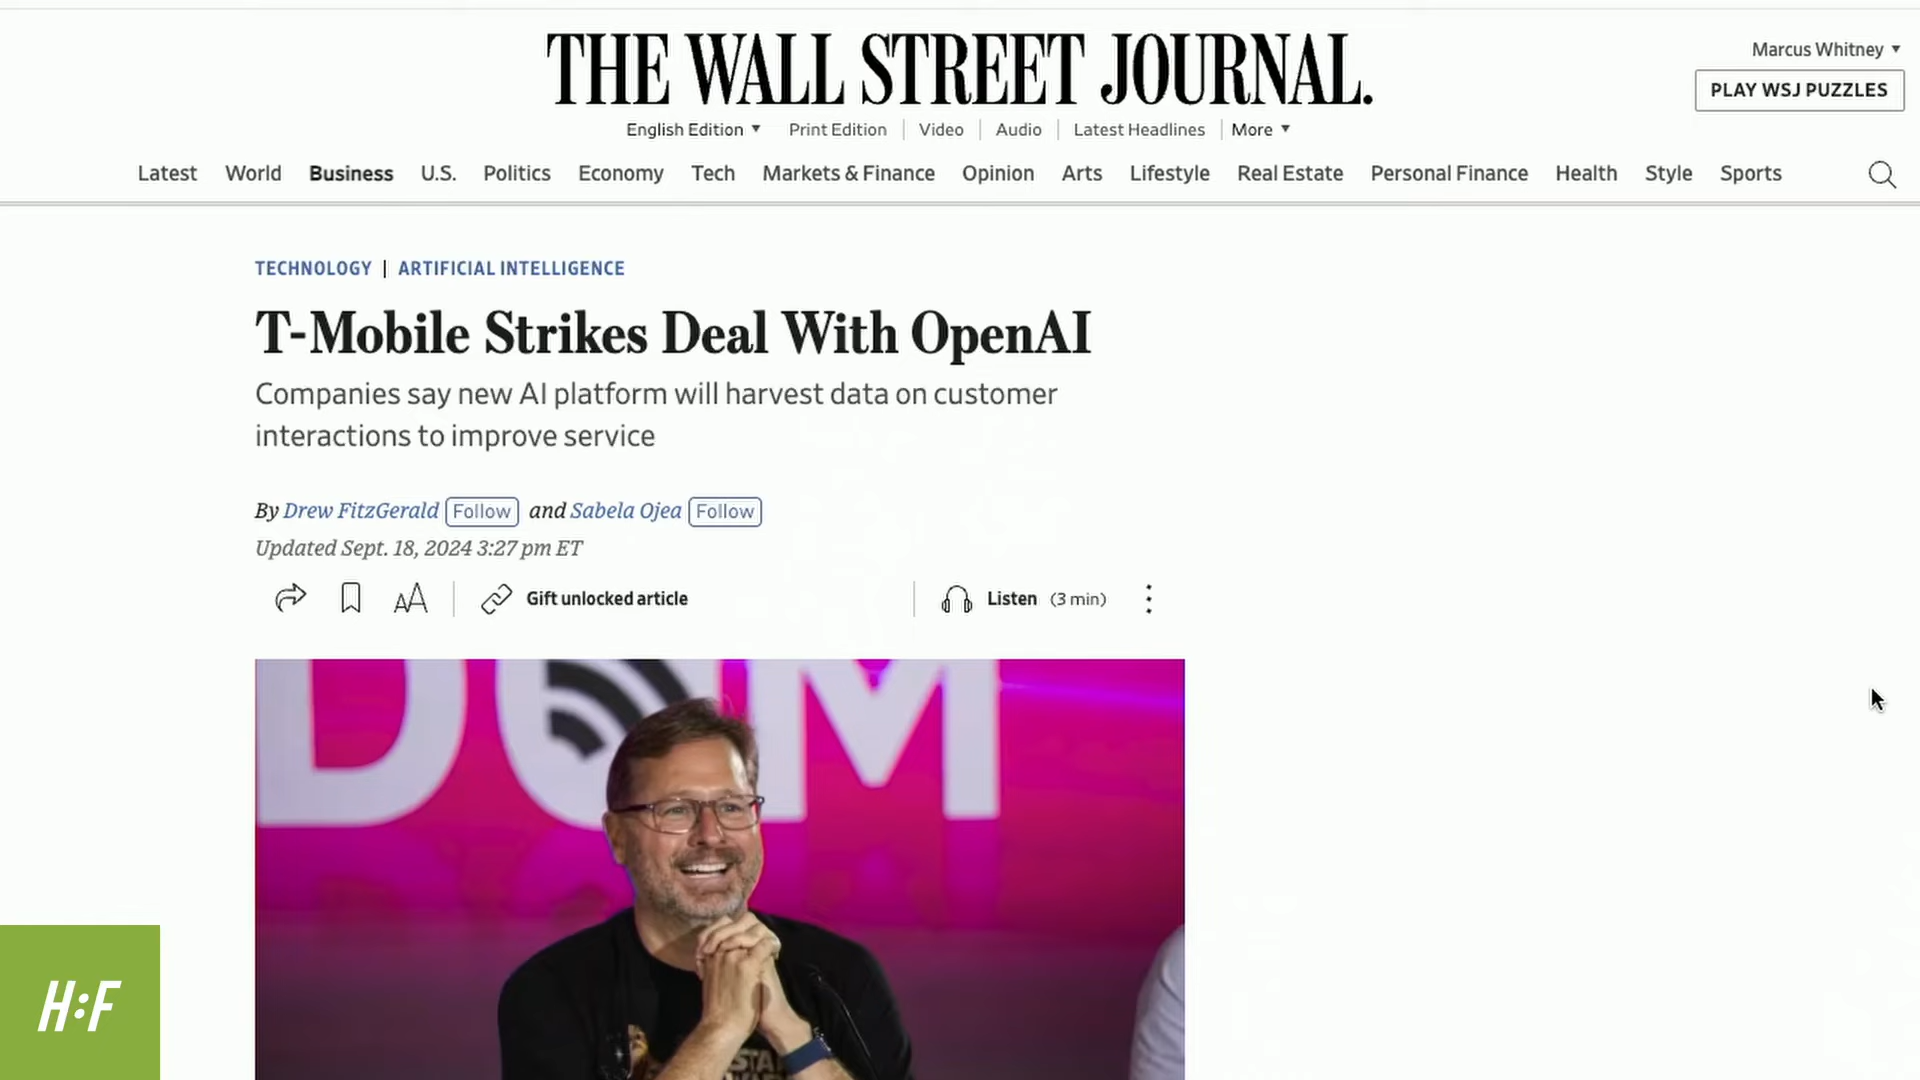 THE WALL STREET JOURNAL.
Marcus Whitney
PLAY WSJ PUZZLES
English Edition Print Edition Video Audio Latest Headlines More
Latest World Business U.S. Politics Economy Tech Markets & Finance Opinion Arts Lifestyle Real Estate Personal Finance Health Style Sports
TECHNOLOGY | ARTIFICIAL INTELLIGENCE
T-Mobile Strikes Deal With OpenAI
Companies say new AI platform will harvest data on customer
interactions to improve service
By Drew FitzGerald Follow and Sabela Ojea Follow
Updated Sept. 18, 2024 3:27 pm ET
AA Gift unlocked article Listen (3 min)
H:F